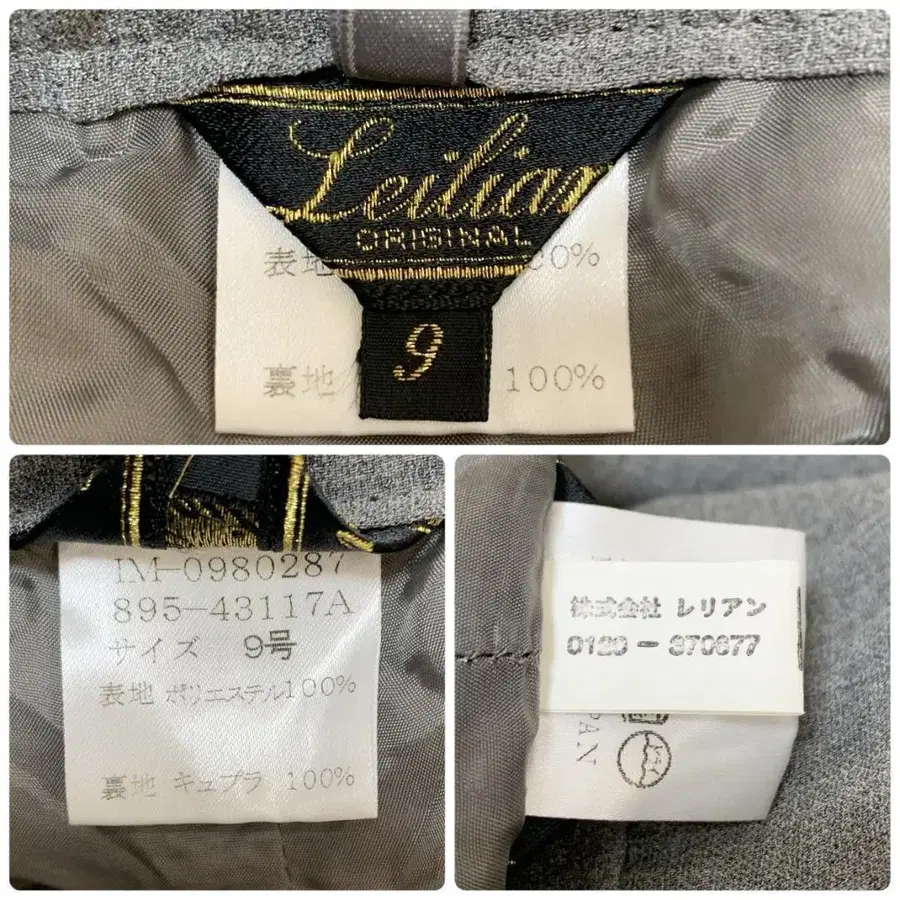 Leilian
ORIGINAL
表地 00%
9
裏地 100%
IM-0980287
895-43117A
サイズ 9号
表地 ポリエステル100%
裏地 キュプラ 100%
株式会社 レリアン
0120-370877
PAN